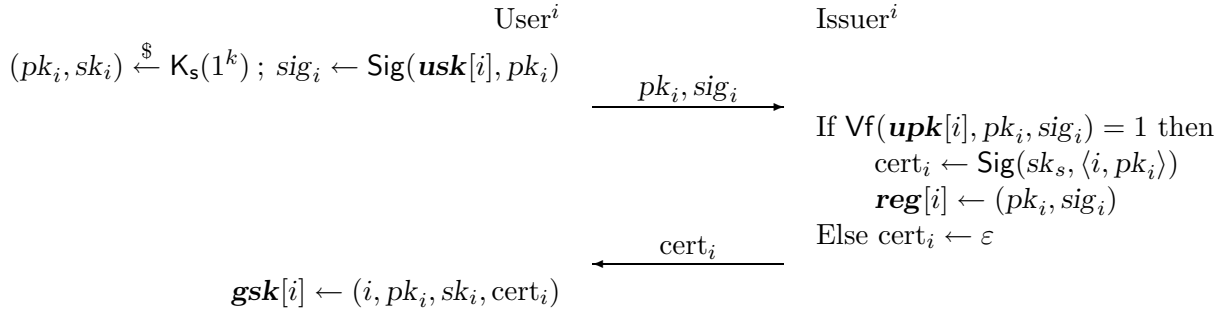 User^i Issuer^i
(pk_i, sk_i) ←$ K_s(1^k) ; sig_i ← Sig(usk[i], pk_i)
pk_i, sig_i
If Vf(upk[i], pk_i, sig_i) = 1 then
cert_i ← Sig(sk_s, ⟨i, pk_i⟩)
reg[i] ← (pk_i, sig_i)
Else cert_i ← ε
cert_i
gsk[i] ← (i, pk_i, sk_i, cert_i)